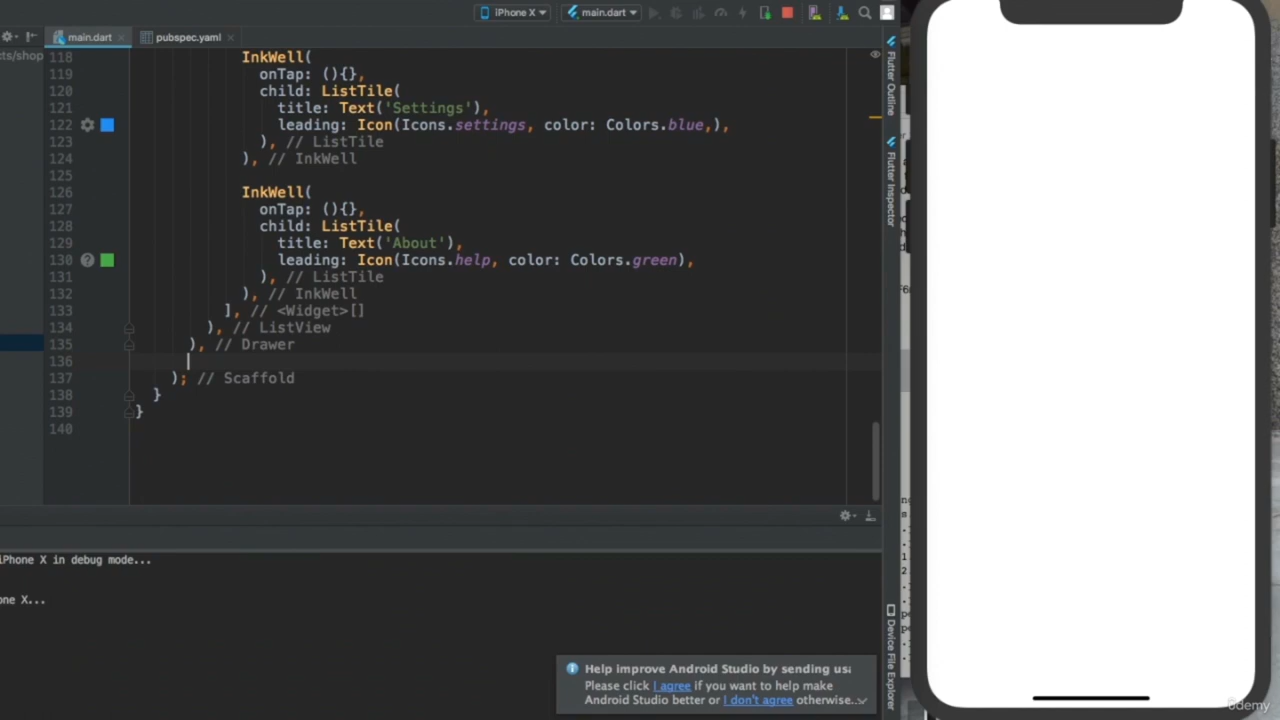 iPhone X
main.dart
main.dart
pubspec.yaml
cts/shop
118 InkWell(
119 onTap: (){},
120 child: ListTile(
121 title: Text('Settings'),
122 leading: Icon(Icons.settings, color: Colors.blue,),
123 ), // ListTile
124 ), // InkWell
125
126 InkWell(
127 onTap: (){},
128 child: ListTile(
129 title: Text('About'),
130 leading: Icon(Icons.help, color: Colors.green),
131 ), // ListTile
132 ), // InkWell
133 ], // <Widget>[]
134 ), // ListView
135 ), // Drawer
136
137 ); // Scaffold
138 }
139 }
140
iPhone X in debug mode...
one X...
Flutter Outline
Flutter Inspector
Device File Explorer
Help improve Android Studio by sending usa
Please click I agree if you want to help make
Android Studio better or I don't agree otherwise...
ûdemy